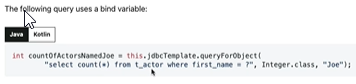 The following query uses a bind variable:
Java Kotlin
int countOfActorsNamedJoe = this.jdbcTemplate.queryForObject(
"select count(*) from t_actor where first_name = ?", Integer.class, "Joe");